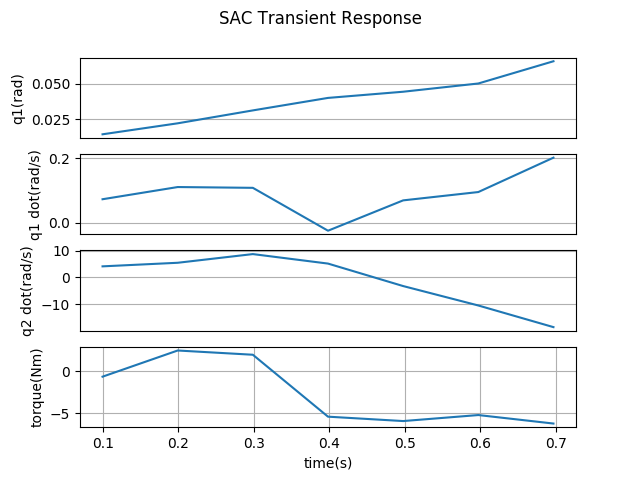 SAC Transient Response
q1(rad)
0.050
0.025
q1 dot(rad/s)
0.2
0.0
q2 dot(rad/s)
10
0
−10
torque(Nm)
0
−5
0.1 0.2 0.3 0.4 0.5 0.6 0.7
time(s)